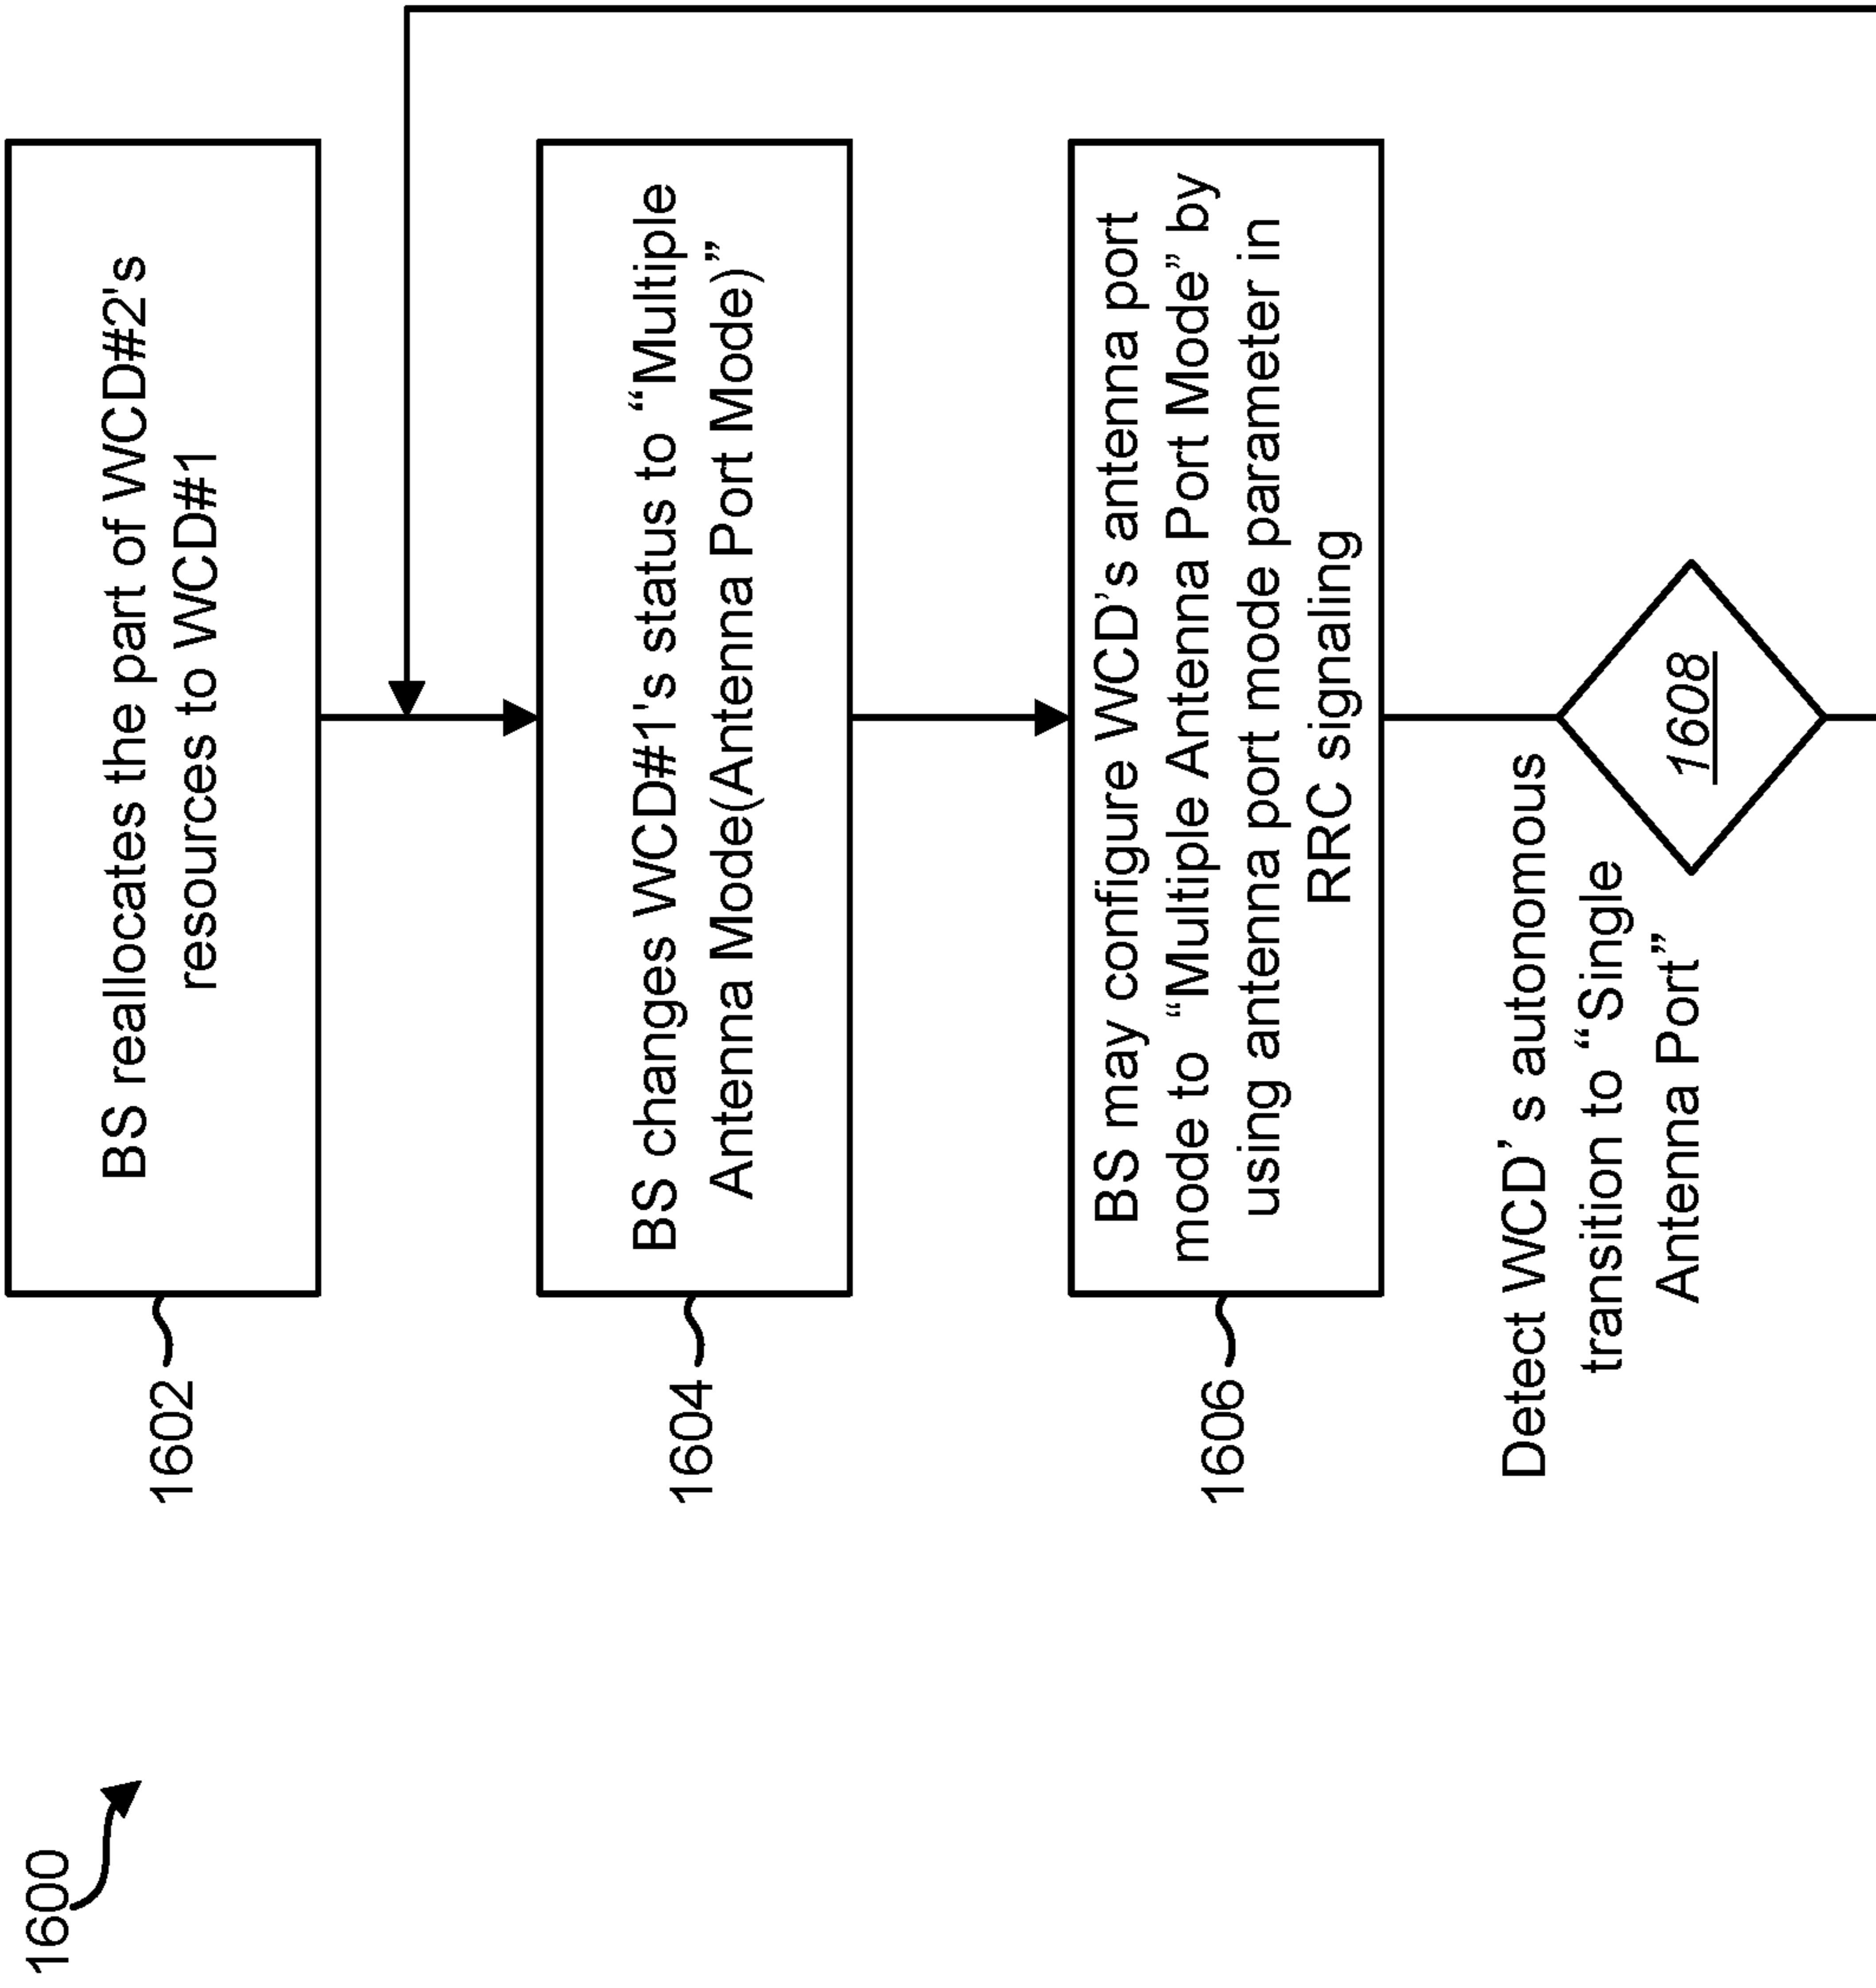 1600
1602
BS reallocates the part of WCD#2's
resources to WCD#1
1604
BS changes WCD#1's status to “Multiple
Antenna Mode(Antenna Port Mode)”
1606
BS may configure WCD's antenna port
mode to “Multiple Antenna Port Mode” by
using antenna port mode parameter in
RRC signaling
Detect WCD’ s autonomous
transition to “Single
Antenna Port”
1608